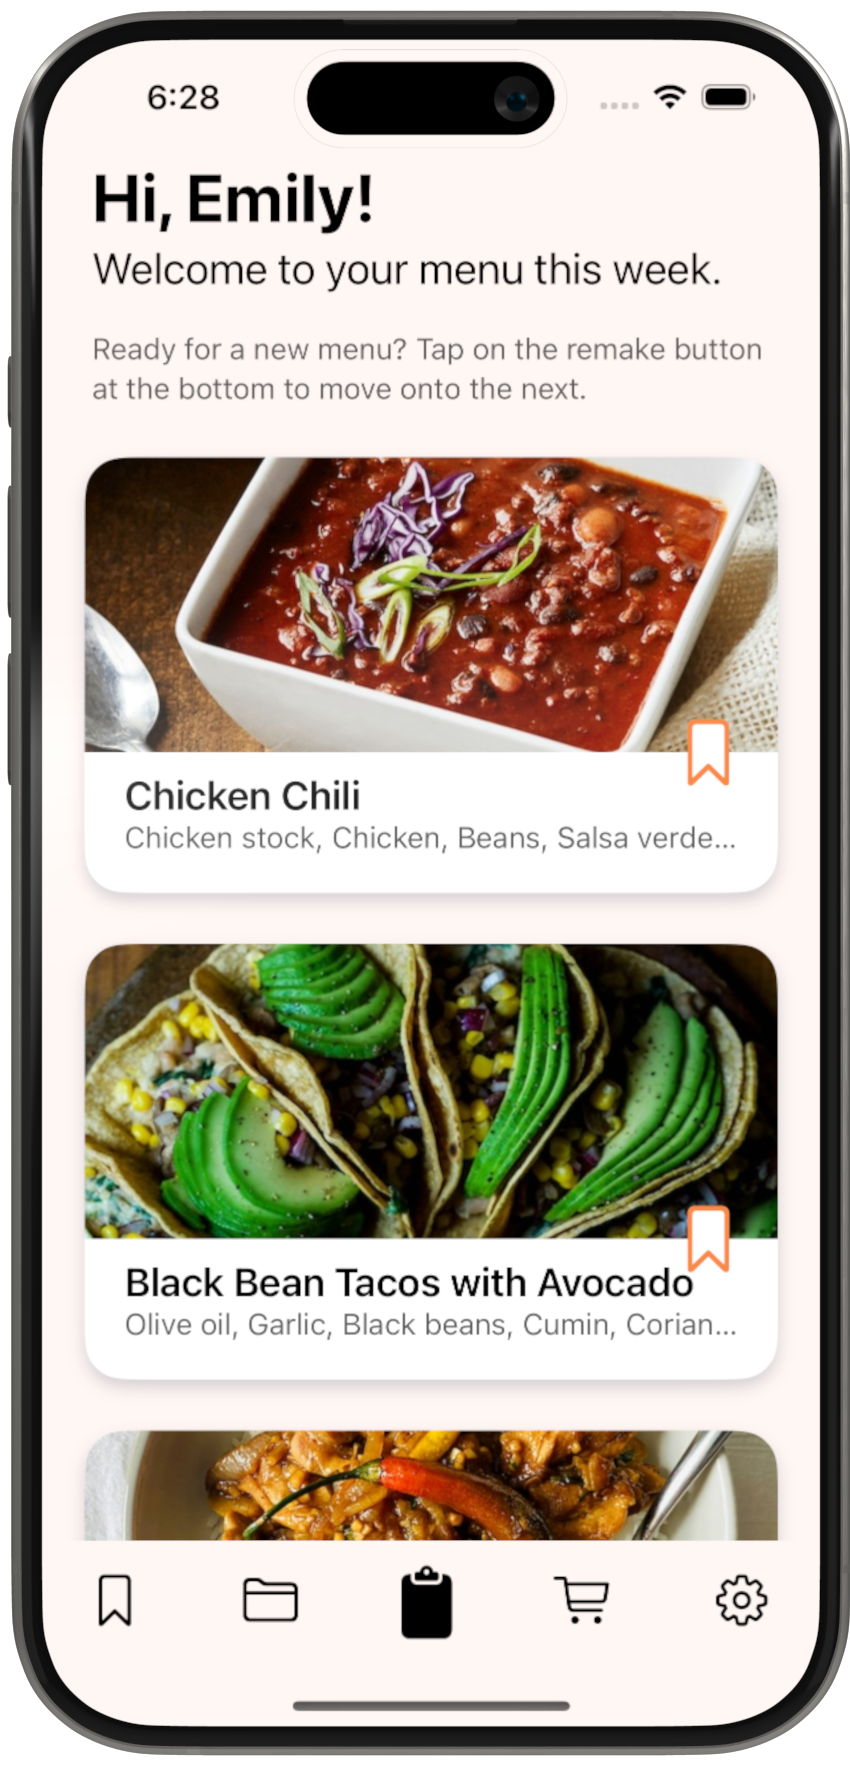 6:28
Hi, Emily!
Welcome to your menu this week.
Ready for a new menu? Tap on the remake button
at the bottom to move onto the next.
Chicken Chili
Chicken stock, Chicken, Beans, Salsa verde...
Black Bean Tacos with Avocado
Olive oil, Garlic, Black beans, Cumin, Corian...